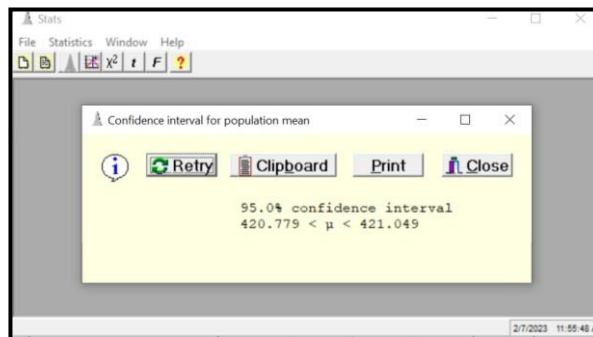 Stats
File Statistics Window Help
χ² t F ?
Confidence interval for population mean
i Retry Clipboard Print Close
95.0% confidence interval
420.779 < μ < 421.049
2/7/2023 11:55:48